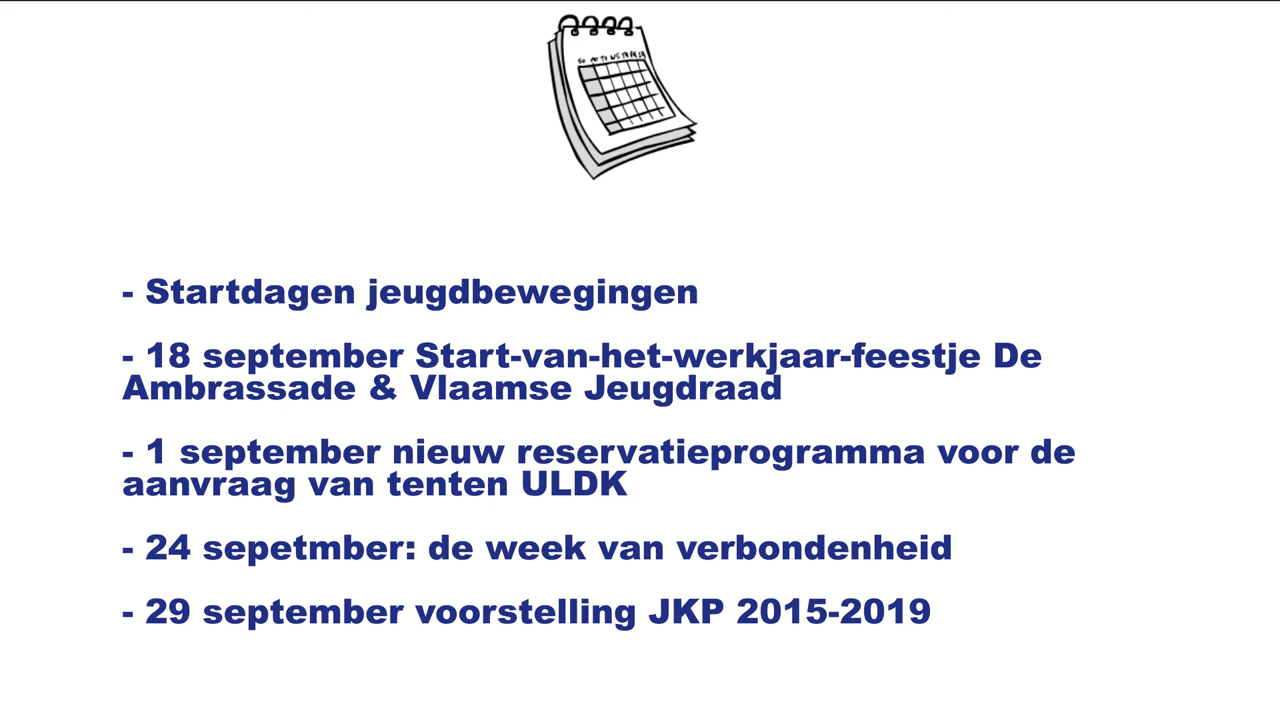 - Startdagen jeugdbewegingen
- 18 september Start-van-het-werkjaar-feestje De
Ambrassade & Vlaamse Jeugdraad
- 1 september nieuw reservatieprogramma voor de
aanvraag van tenten ULDK
- 24 sepetmber: de week van verbondenheid
- 29 september voorstelling JKP 2015-2019